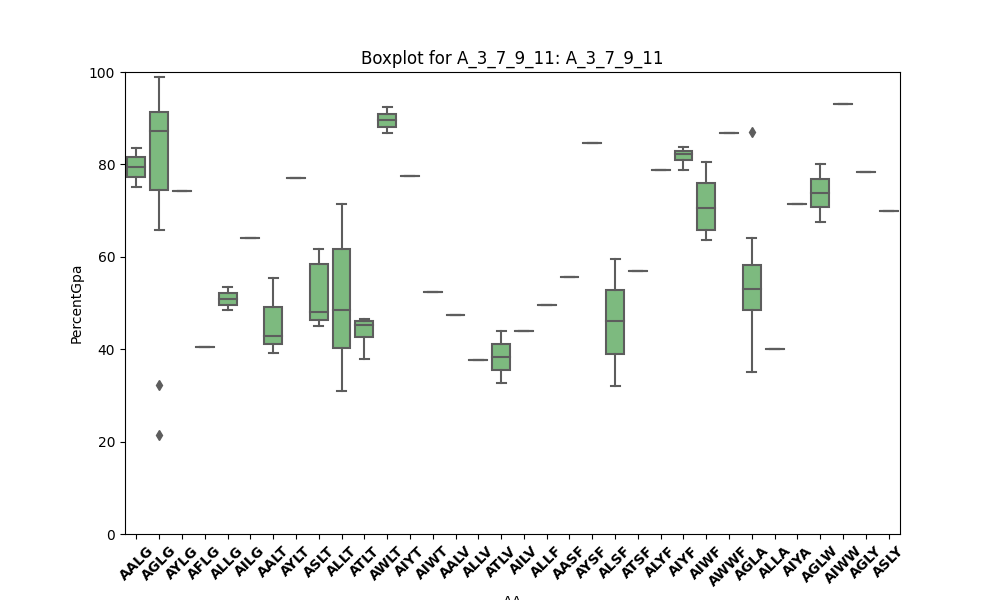 Boxplot for A_3_7_9_11: A_3_7_9_11
PercentGpa
100
80
60
40
20
0
AALG AGLG AYLG AFLG ALLG AILG AALT AYLT ASLT ALLT ATLT AWLT AIYT AIWT AALV ALLV ATLV AILV ALLF AASF AYSF ALSF ATSF ALYF AIYF AIWF AWWF AGLA ALLA AIYA AGLW AIWW AGLY ASLY
AA